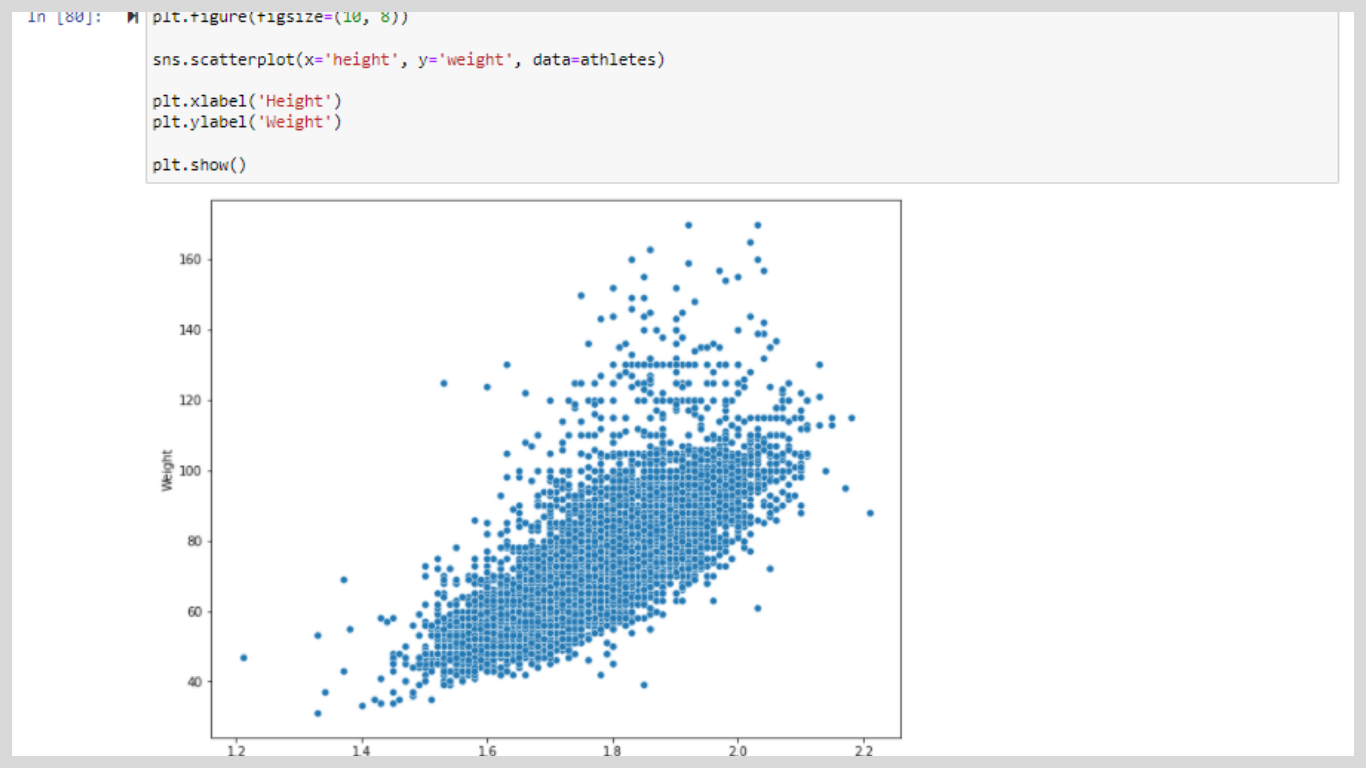 In [80]: plt.figure(figsize=(10, 8))
sns.scatterplot(x='height', y='weight', data=athletes)
plt.xlabel('Height')
plt.ylabel('Weight')
plt.show()
160
140
120
100
80
60
40
Weight
1.2 1.4 1.6 1.8 2.0 2.2